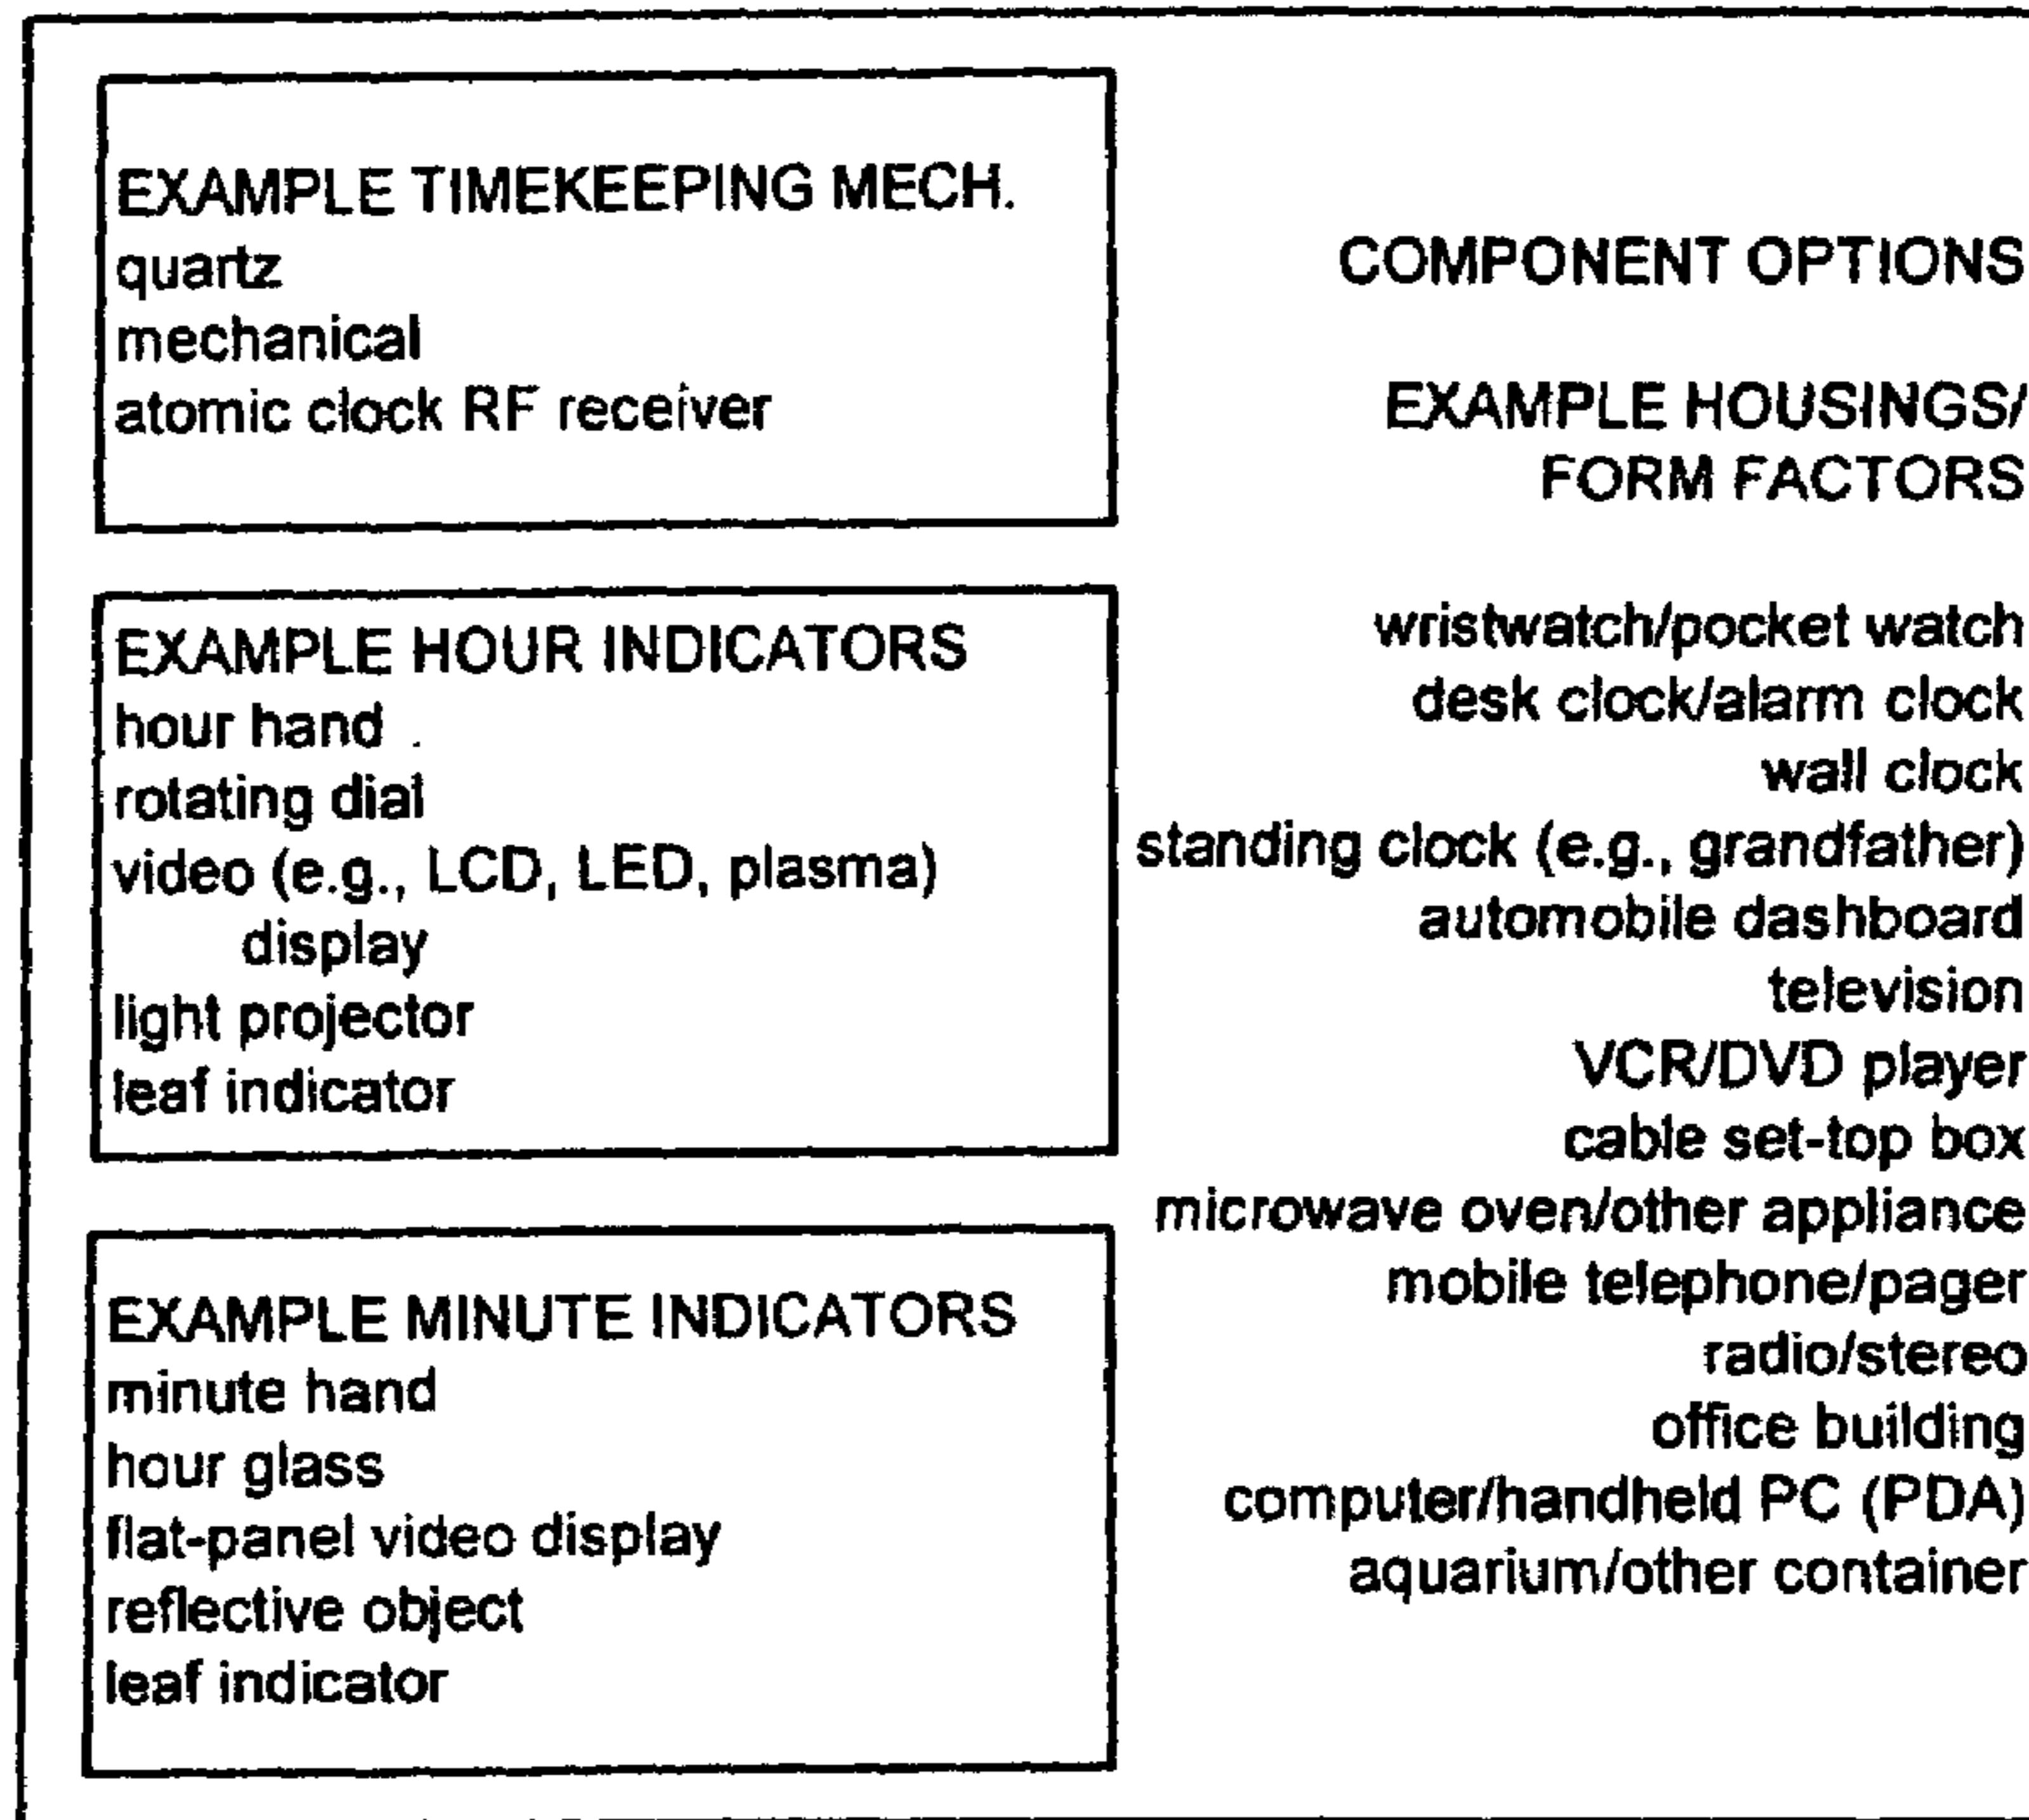 EXAMPLE TIMEKEEPING MECH.
quartz
mechanical
atomic clock RF receiver
EXAMPLE HOUR INDICATORS
hour hand
rotating dial
video (e.g., LCD, LED, plasma)
display
light projector
leaf indicator
EXAMPLE MINUTE INDICATORS
minute hand
hour glass
flat-panel video display
reflective object
leaf indicator
COMPONENT OPTIONS
EXAMPLE HOUSINGS/
FORM FACTORS
wristwatch/pocket watch
desk clock/alarm clock
wall clock
standing clock (e.g., grandfather)
automobile dashboard
television
VCR/DVD player
cable set-top box
microwave oven/other appliance
mobile telephone/pager
radio/stereo
office building
computer/handheld PC (PDA)
aquarium/other container